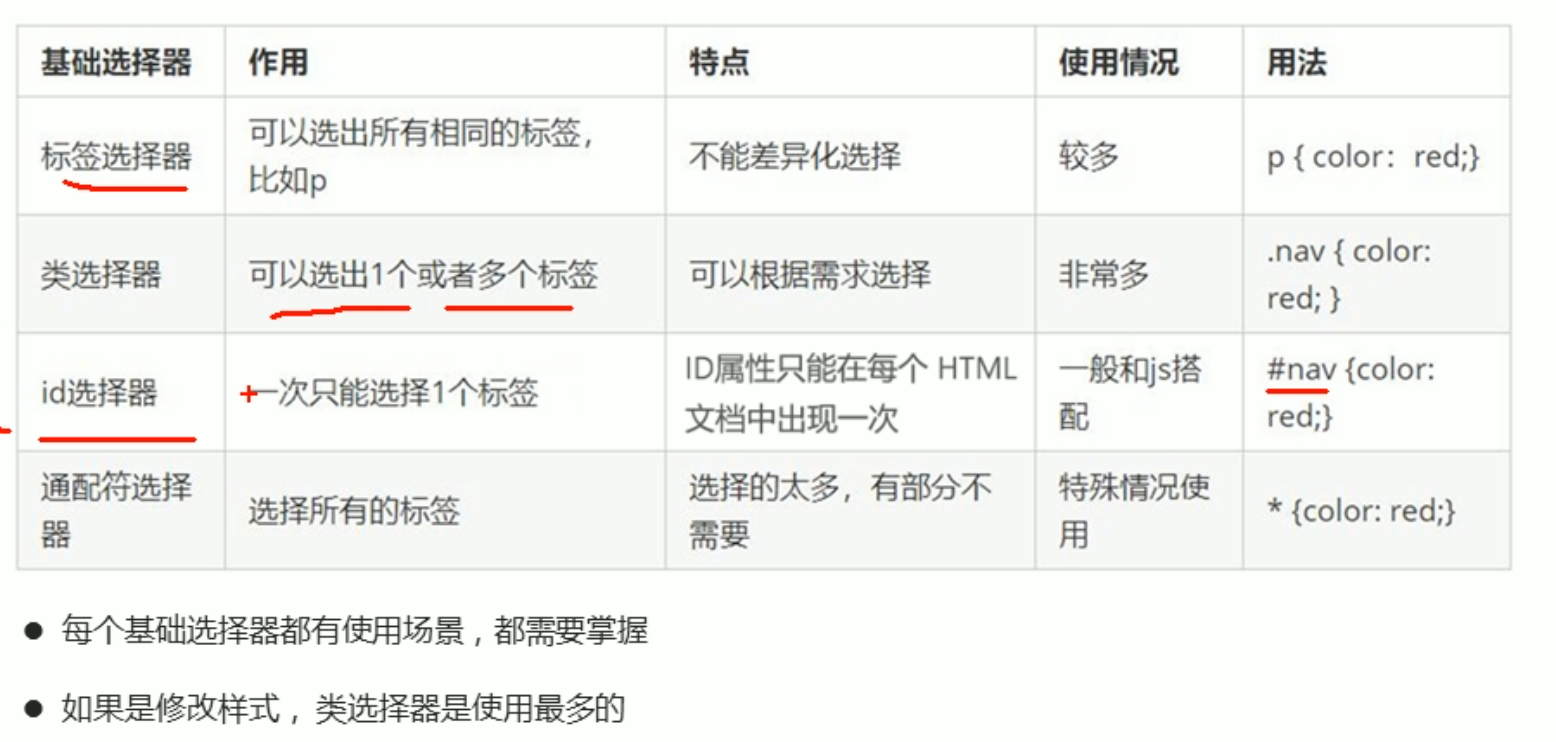 基础选择器 作用 特点 使用情况 用法
标签选择器 可以选出所有相同的标签，比如p 不能差异化选择 较多 p { color：red;}
类选择器 可以选出1个或者多个标签 可以根据需求选择 非常多 .nav { color: red; }
id选择器 一次只能选择1个标签 ID属性只能在每个 HTML 文档中出现一次 一般和js搭配 #nav {color: red;}
通配符选择器 选择所有的标签 选择的太多，有部分不需要 特殊情况使用 * {color: red;}
● 每个基础选择器都有使用场景，都需要掌握
● 如果是修改样式，类选择器是使用最多的